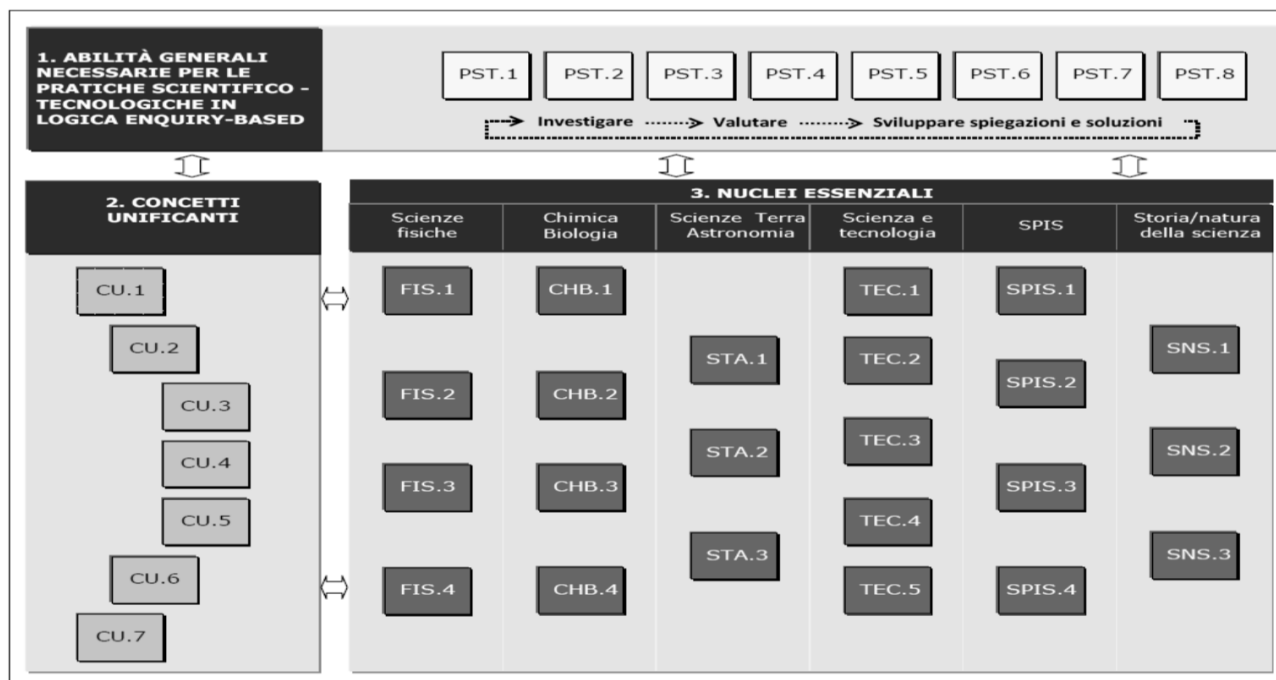 1. ABILITÀ GENERALI
NECESSARIE PER LE
PRATICHE SCIENTIFICO -
TECNOLOGICHE IN
LOGICA ENQUIRY-BASED
PST.1 PST.2 PST.3 PST.4 PST.5 PST.6 PST.7 PST.8
Investigare Valutare Sviluppare spiegazioni e soluzioni
2. CONCETTI
UNIFICANTI
CU.1
CU.2
CU.3
CU.4
CU.5
CU.6
CU.7
3. NUCLEI ESSENZIALI
Scienze
fisiche
FIS.1
FIS.2
FIS.3
FIS.4
Chimica
Biologia
CHB.1
CHB.2
CHB.3
CHB.4
Scienze Terra
Astronomia
STA.1
STA.2
STA.3
Scienza e
tecnologia
TEC.1
TEC.2
TEC.3
TEC.4
TEC.5
SPIS
SPIS.1
SPIS.2
SPIS.3
SPIS.4
Storia/natura
della scienza
SNS.1
SNS.2
SNS.3